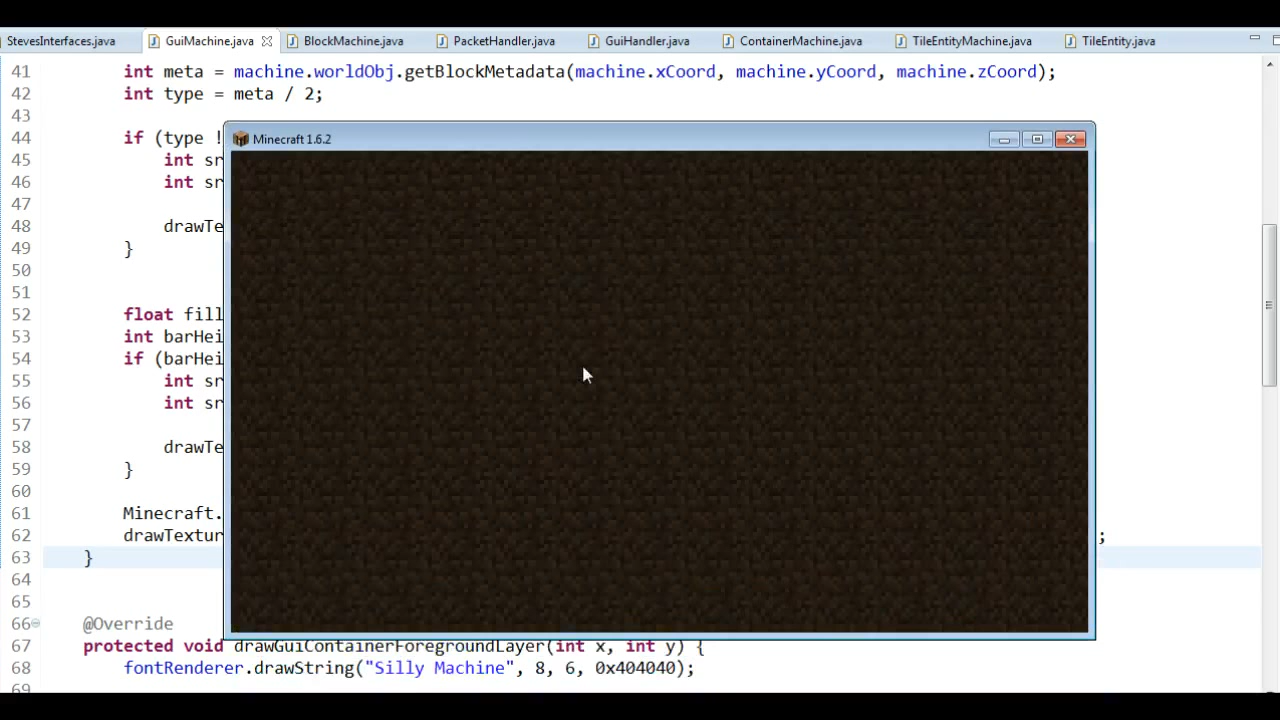 StevesInterfaces.java GuiMachine.java BlockMachine.java PacketHandler.java GuiHandler.java ContainerMachine.java TileEntityMachine.java TileEntity.java
41 int meta = machine.worldObj.getBlockMetadata(machine.xCoord, machine.yCoord, machine.zCoord);
42 int type = meta / 2;
43
44 if (type !
Minecraft 1.6.2
45 int sr
46 int sr
47
48 drawTe
49 }
50
51
52 float fill
53 int barHei
54 if (barHei
55 int sr
56 int sr
57
58 drawTe
59 }
60
61 Minecraft.
62 drawTextur ;
63 }
64
65
66 @Override
67 protected void drawGuiContainerForegroundLayer(int x, int y) {
68 fontRenderer.drawString("Silly Machine", 8, 6, 0x404040);
69